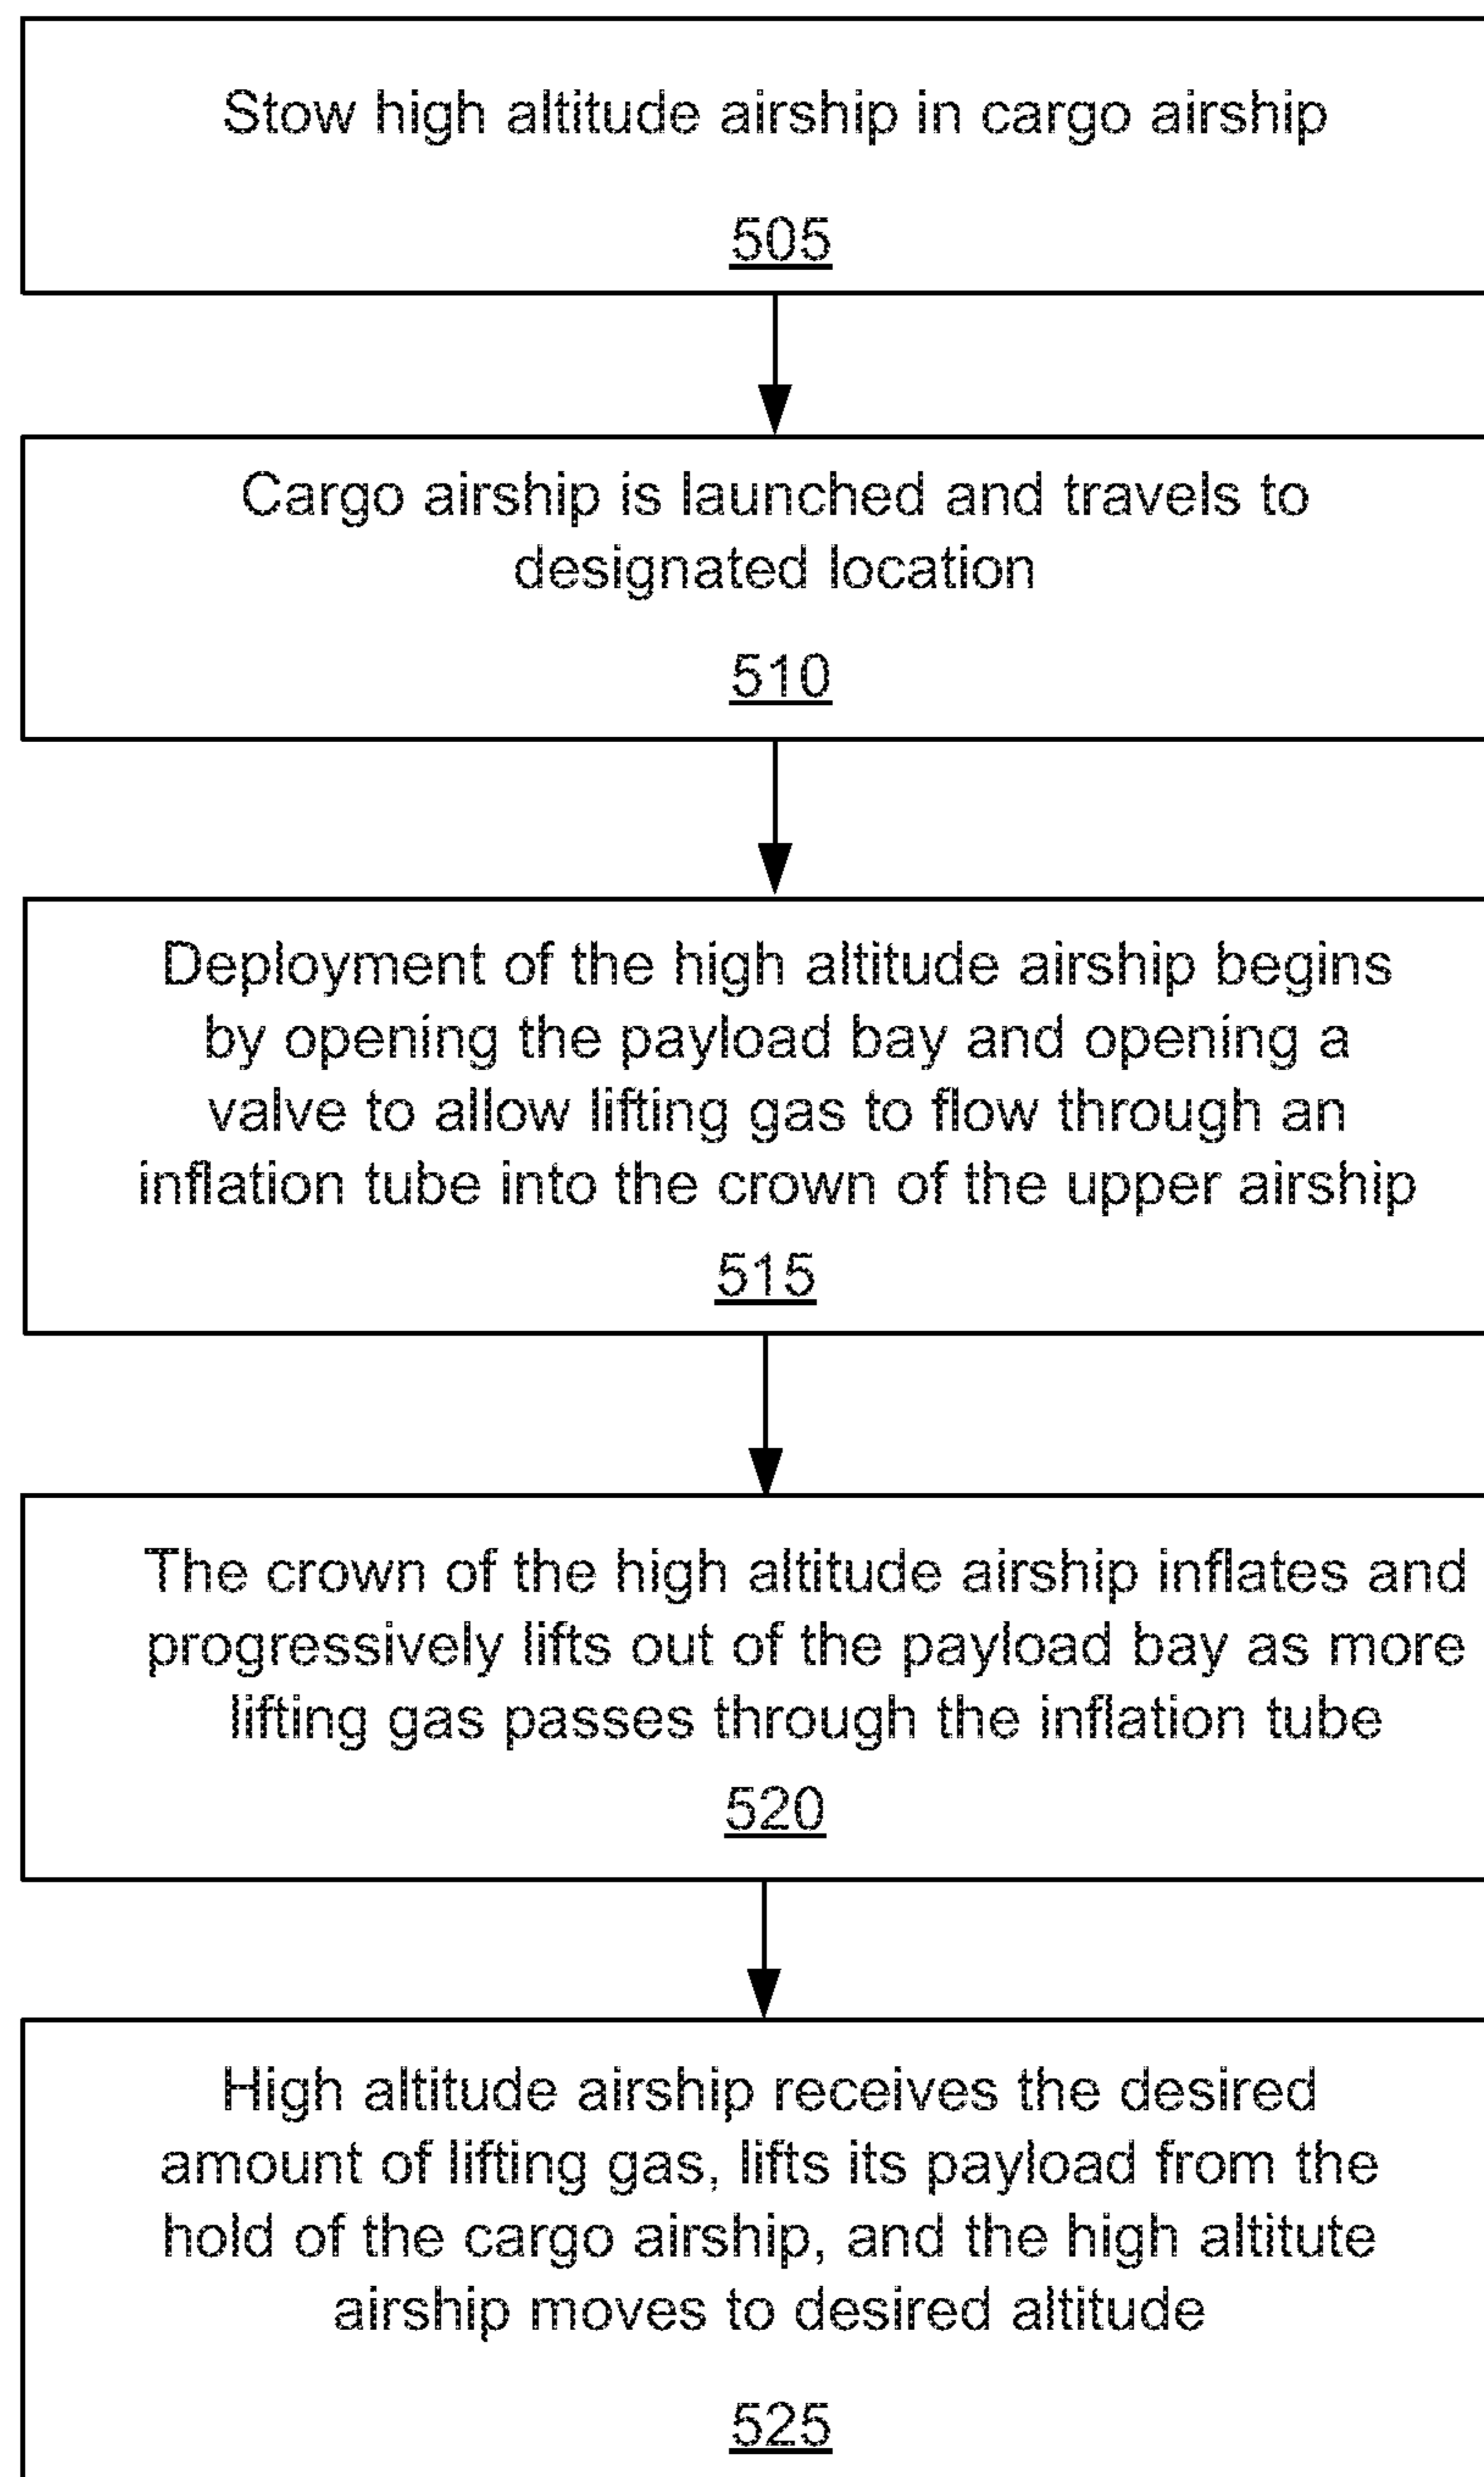 Stow high altitude airship in cargo airship
505
Cargo airship is launched and travels to
designated location
510
Deployment of the high altitude airship begins
by opening the payload bay and opening a
valve to allow lifting gas to flow through an
inflation tube into the crown of the upper airship
515
The crown of the high altitude airship inflates and
progressively lifts out of the payload bay as more
lifting gas passes through the inflation tube
520
High altitude airship receives the desired
amount of lifting gas, lifts its payload from the
hold of the cargo airship, and the high altitute
airship moves to desired altitude
525